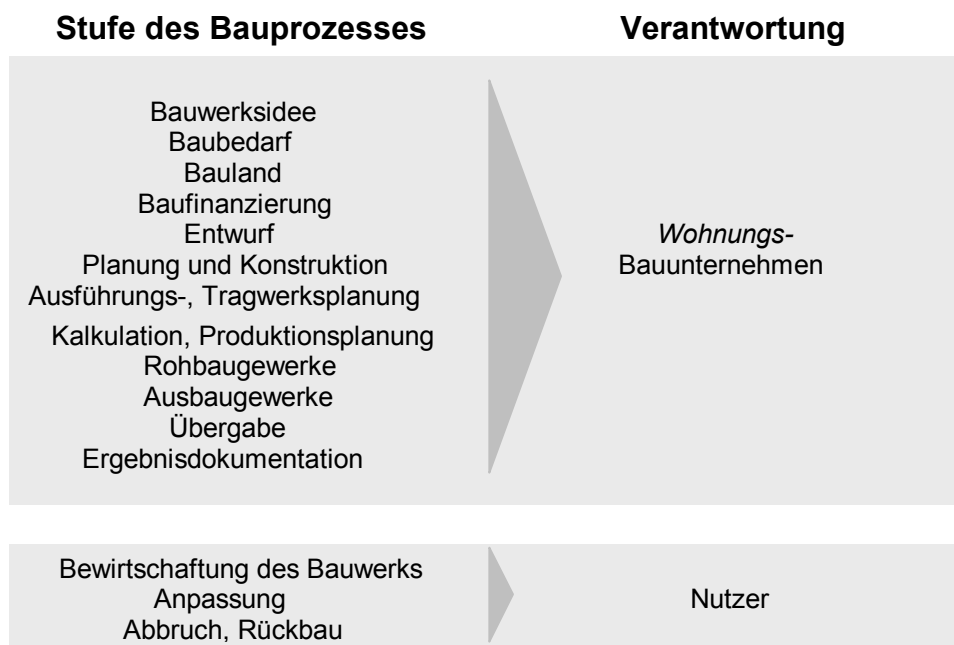 Stufe des Bauprozesses
Verantwortung
Bauwerksidee
Baubedarf
Bauland
Baufinanzierung
Entwurf
Planung und Konstruktion
Ausführungs-, Tragwerksplanung
Kalkulation, Produktionsplanung
Rohbaugewerke
Ausbaugewerke
Übergabe
Ergebnisdokumentation
Wohnungs-
Bauunternehmen
Bewirtschaftung des Bauwerks
Anpassung
Abbruch, Rückbau
Nutzer